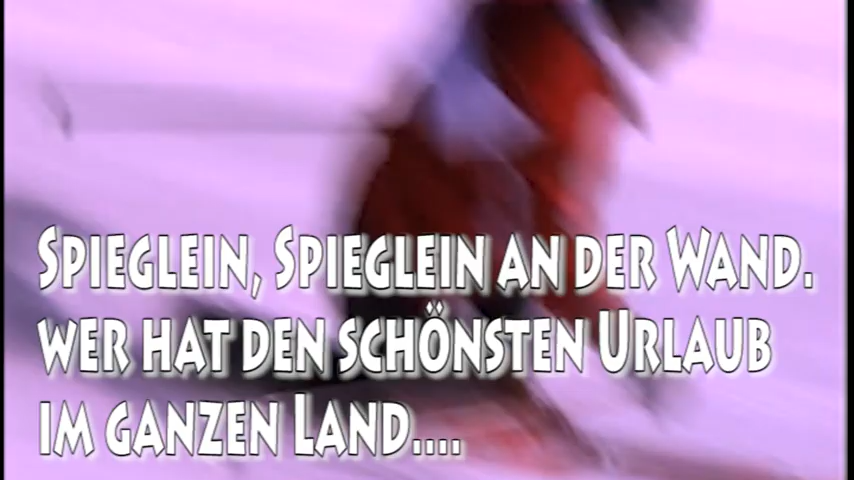 Spieglein, Spieglein an der Wand.
wer hat den schönsten Urlaub
im ganzen Land....